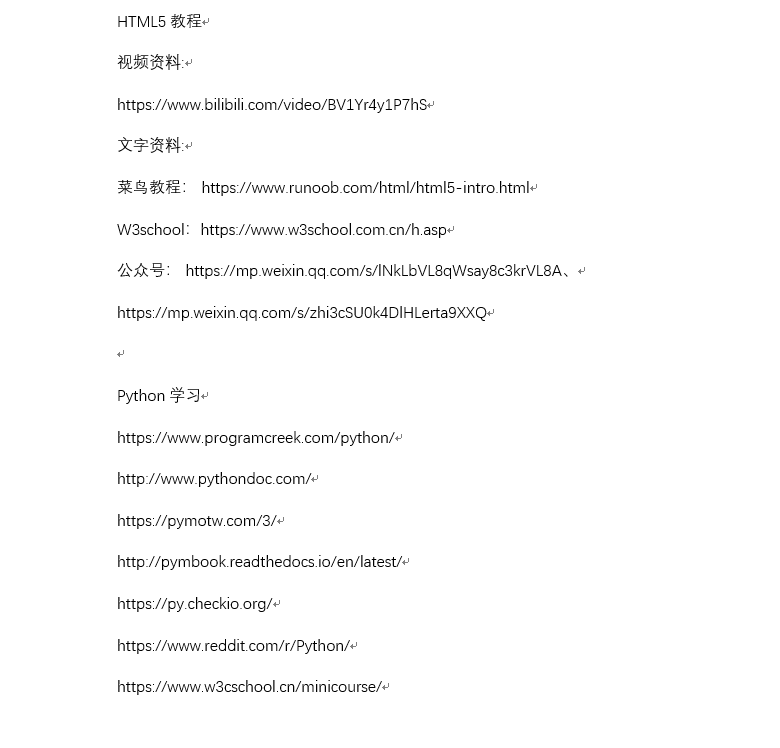 HTML5 教程
视频资料:
https://www.bilibili.com/video/BV1Yr4y1P7hS
文字资料:
菜鸟教程： https://www.runoob.com/html/html5-intro.html
W3school：https://www.w3school.com.cn/h.asp
公众号： https://mp.weixin.qq.com/s/lNkLbVL8qWsay8c3krVL8A、
https://mp.weixin.qq.com/s/zhi3cSU0k4DlHLerta9XXQ
Python 学习
https://www.programcreek.com/python/
http://www.pythondoc.com/
https://pymotw.com/3/
http://pymbook.readthedocs.io/en/latest/
https://py.checkio.org/
https://www.reddit.com/r/Python/
https://www.w3cschool.cn/minicourse/